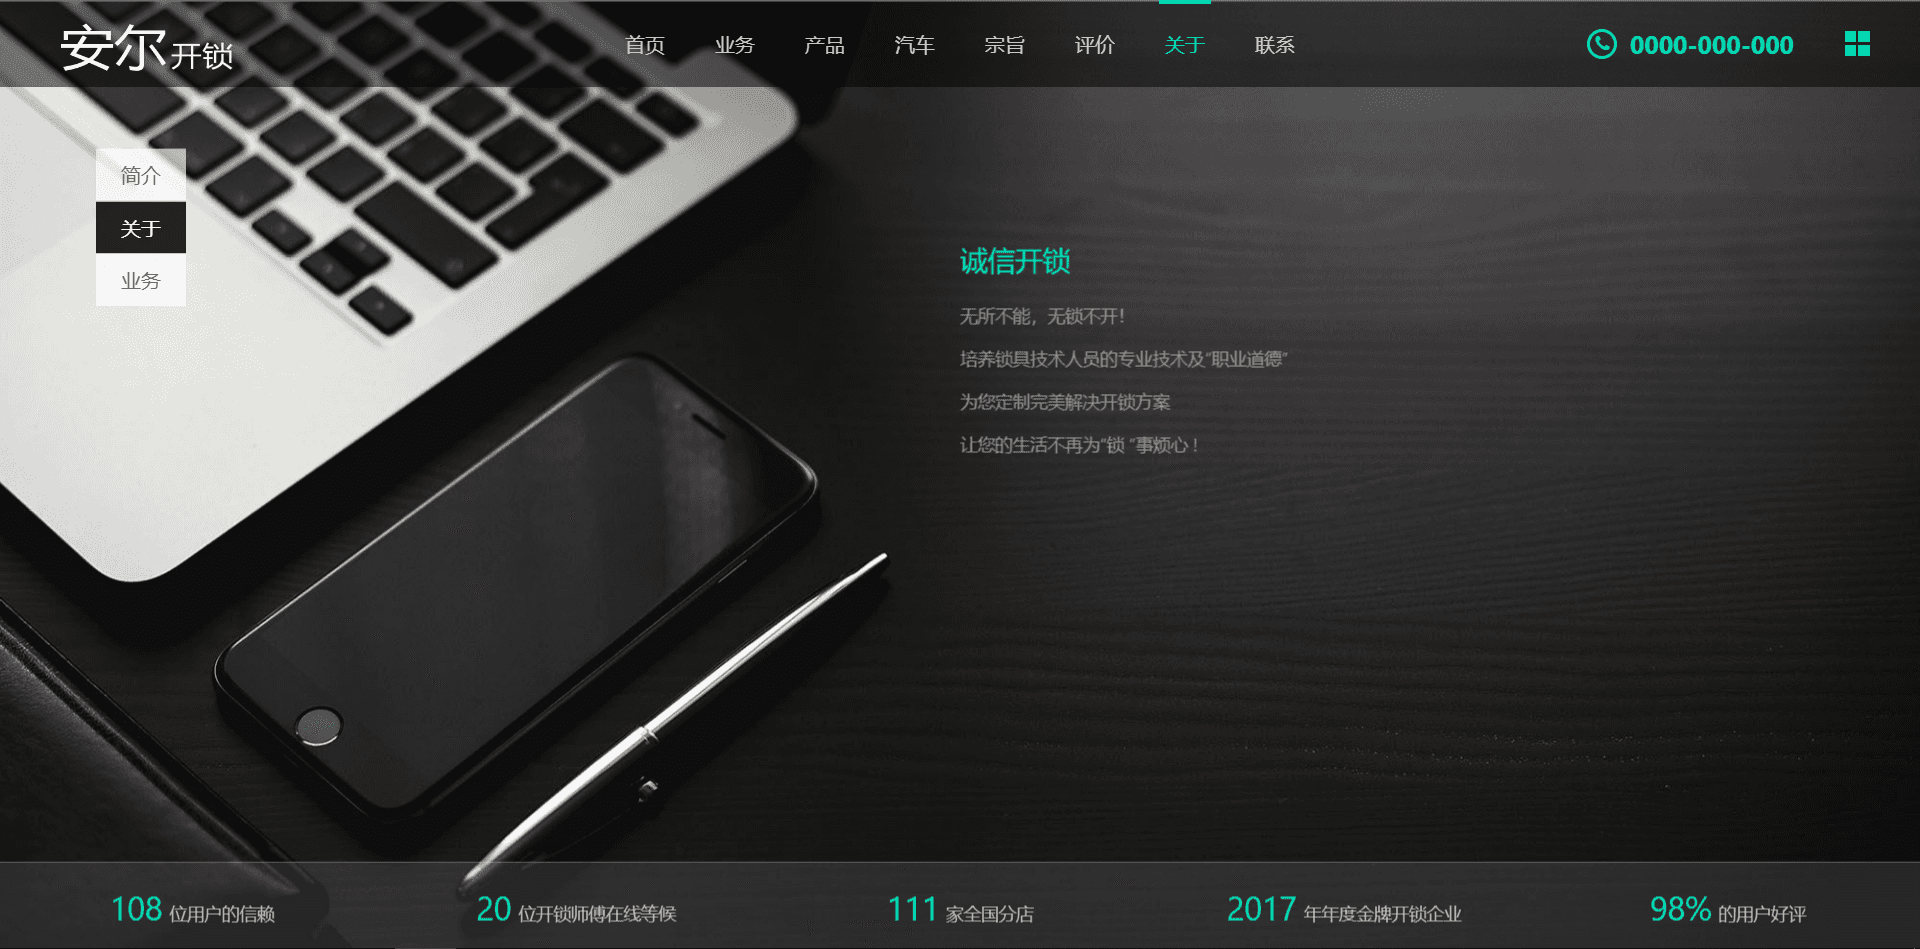 安尔开锁
首页 业务 产品 汽车 宗旨 评价 关于 联系
0000-000-000
简介
关于
业务
诚信开锁
无所不能，无锁不开！
培养锁具技术人员的专业技术及“职业道德”
为您定制完美解决开锁方案
让您的生活不再为“锁 ”事烦心！
108 位用户的信赖
20 位开锁师傅在线等候
111 家全国分店
2017 年年度金牌开锁企业
98% 的用户好评